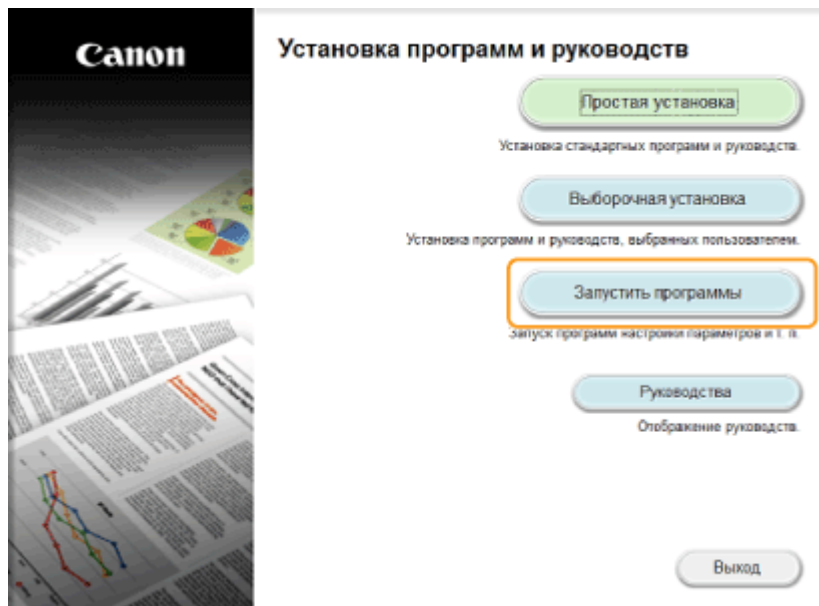 Canon
Установка программ и руководств
Простая установка
Установка стандартных программ и руководств.
Выборочная установка
Установка программ и руководств, выбранных пользователем.
Запустить программы
Запуск программ настройки параметров и т. п.
Руководства
Отображение руководств.
Выход